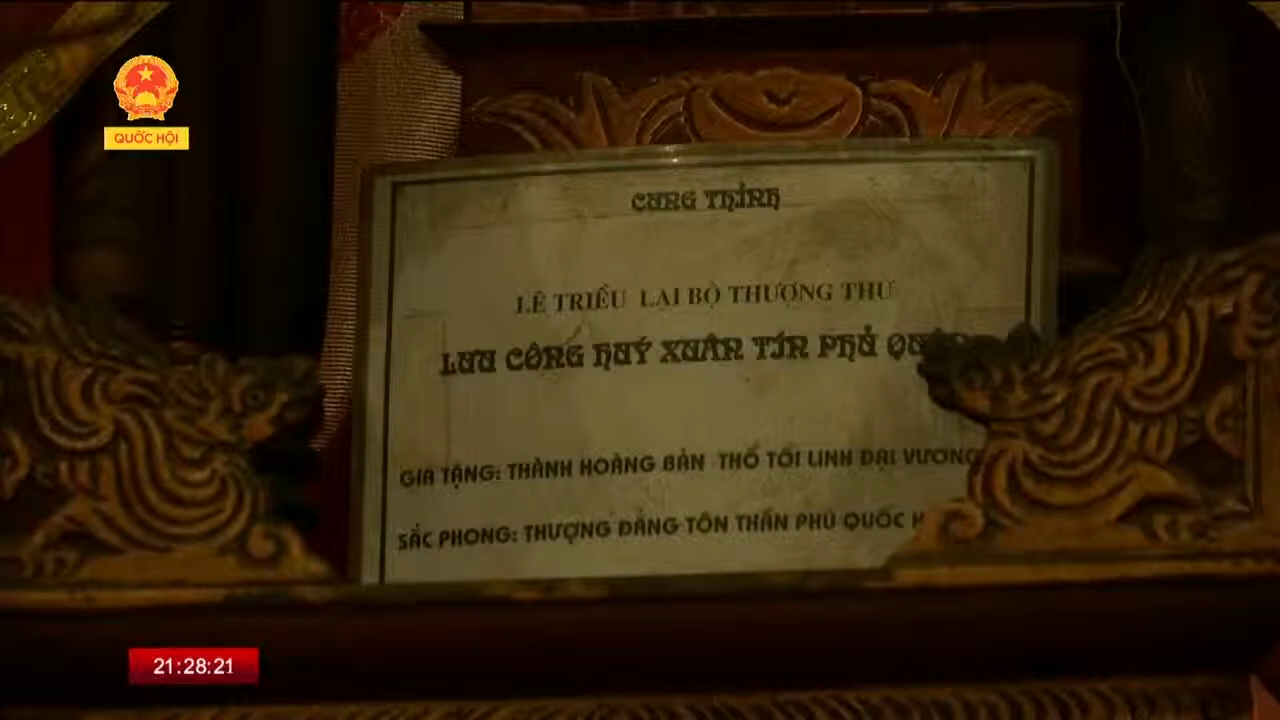 QUỐC HỘI
CUNG THỈNH
LÊ TRIỀU LẠI BỘ THƯỢNG THƯ
LƯU CÔNG HUÝ XUÂN TÍN PHỦ
GIA TẶNG: THÀNH HOÀNG BẢN THỔ TỐI LINH ĐẠI VƯƠNG
SẮC PHONG: THƯỢNG ĐẲNG TÔN THẦN PHÙ QUỐC
21:28:21